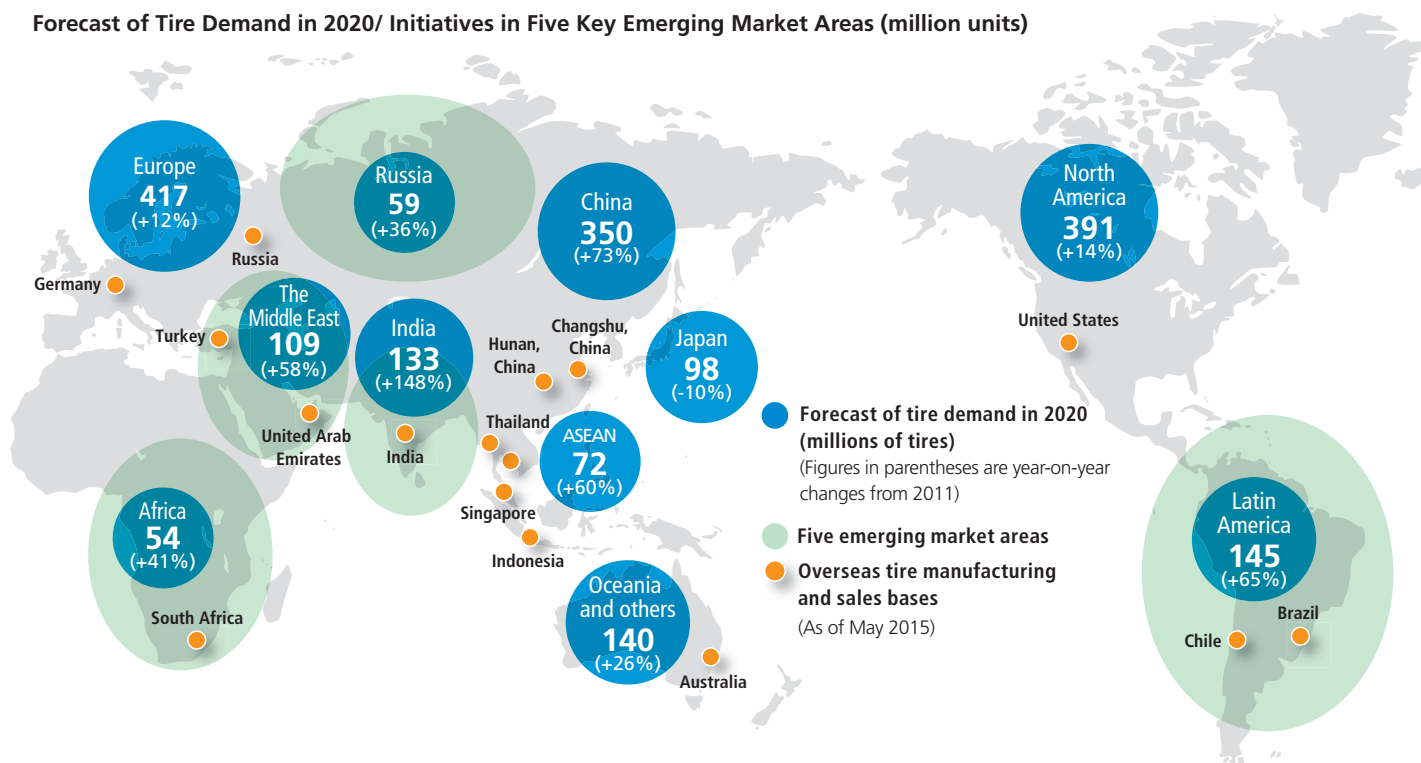 Forecast of Tire Demand in 2020/ Initiatives in Five Key Emerging Market Areas (million units)
Europe
417
(+12%)
Russia
59
(+36%)
China
350
(+73%)
North
America
391
(+14%)
Russia
Germany
The
Middle East
109
(+58%)
Turkey
India
133
(+148%)
Hunan,
China
Changshu,
China
Japan
98
(-10%)
United States
United Arab
Emirates
India
Thailand
ASEAN
72
(+60%)
Singapore
Indonesia
Africa
54
(+41%)
South Africa
Oceania
and others
140
(+26%)
Australia
Forecast of tire demand in 2020
(millions of tires)
(Figures in parentheses are year-on-year
changes from 2011)
Five emerging market areas
Overseas tire manufacturing
and sales bases
(As of May 2015)
Latin
America
145
(+65%)
Brazil
Chile